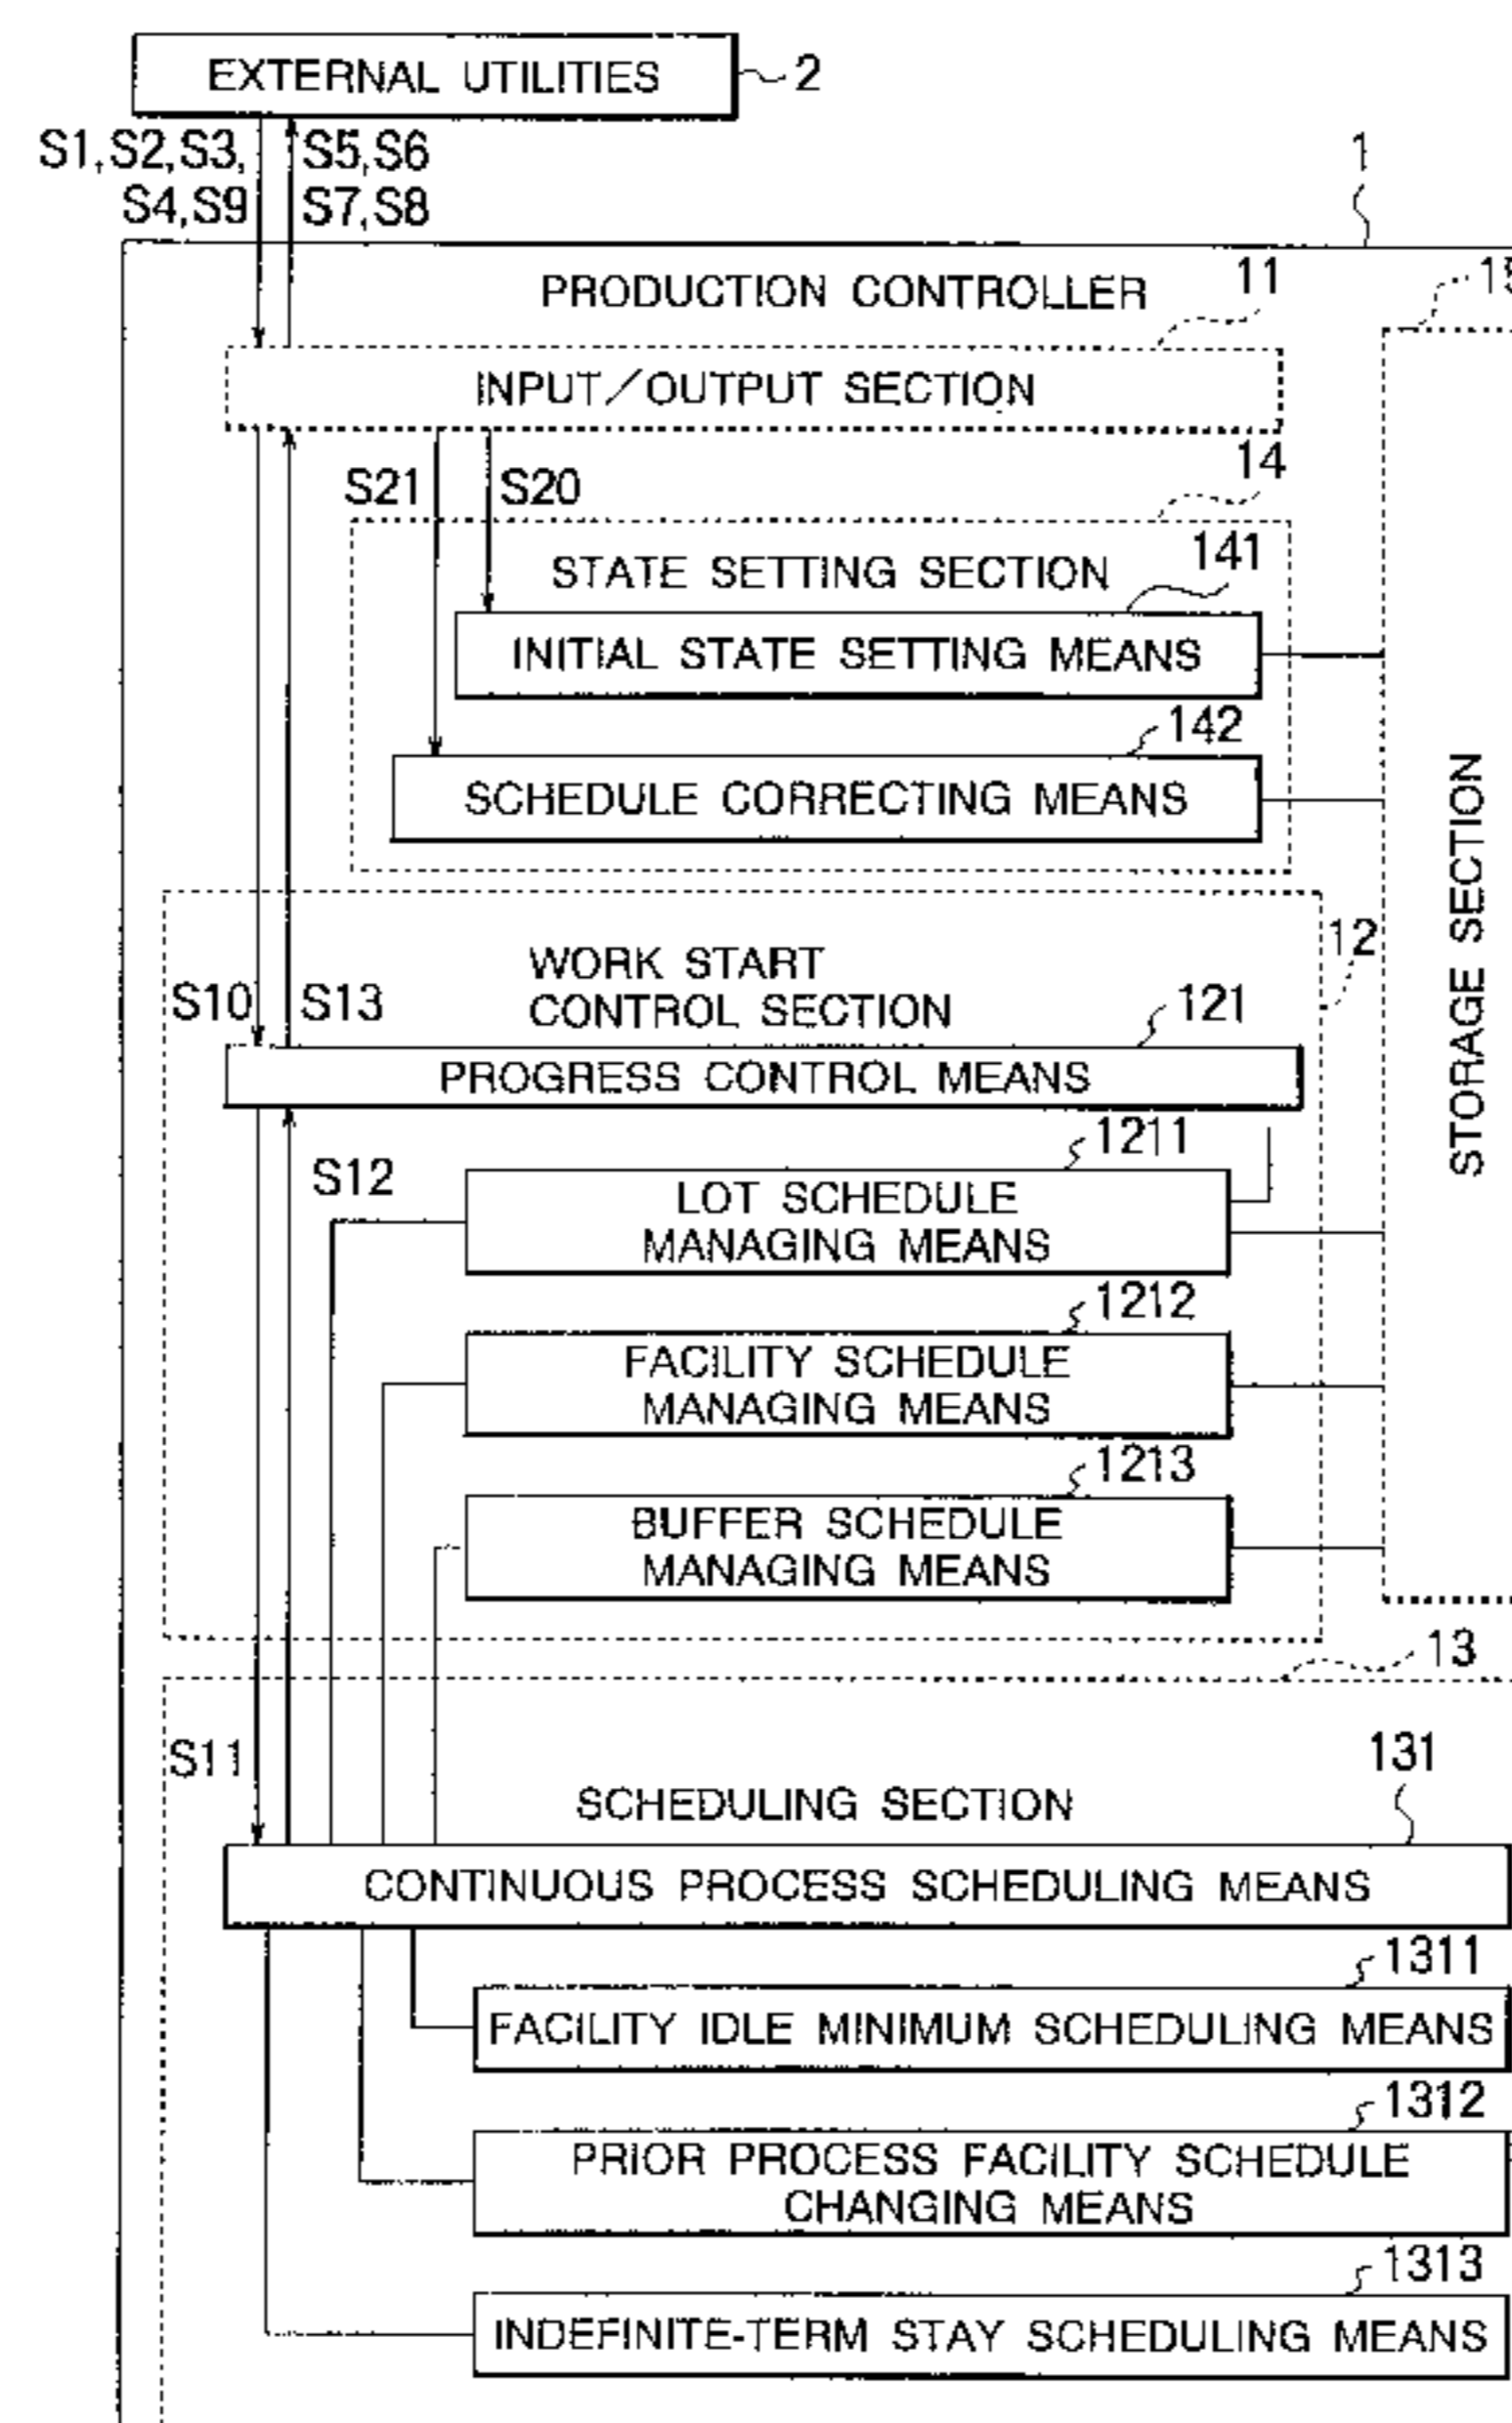 EXTERNAL UTILITIES
2
S1,S2,S3,
S4,S9
S5,S6
S7,S8
1
PRODUCTION CONTROLLER
11
INPUT/OUTPUT SECTION
S21
S20
14
STATE SETTING SECTION
141
INITIAL STATE SETTING MEANS
142
SCHEDULE CORRECTING MEANS
STORAGE SECTION
12
WORK START
CONTROL SECTION
S10
S13
121
PROGRESS CONTROL MEANS
S12
1211
LOT SCHEDULE
MANAGING MEANS
1212
FACILITY SCHEDULE
MANAGING MEANS
1213
BUFFER SCHEDULE
MANAGING MEANS
13
S11
SCHEDULING SECTION
131
CONTINUOUS PROCESS SCHEDULING MEANS
1311
FACILITY IDLE MINIMUM SCHEDULING MEANS
1312
PRIOR PROCESS FACILITY SCHEDULE
CHANGING MEANS
1313
INDEFINITE-TERM STAY SCHEDULING MEANS